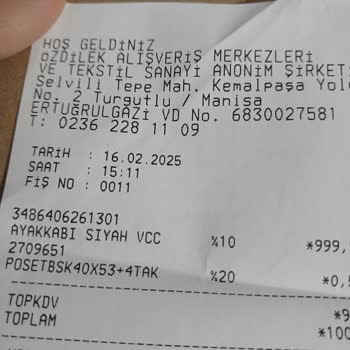 HOŞ GELDİNİZ
ÖZDİLEK ALIŞVERİŞ MERKEZLERİ
VE TEKSTİL SANAYİ ANONİM ŞİRKETİ
Selvili Tepe Mah. Kemalpaşa Yolu
No. 2 Turgutlu / Manisa
ERTUĞRULGAZİ VD No. 6830027581
T: 0236 228 11 09
TARİH : 16.02.2025
SAAT : 15:11
FİŞ NO : 0011
3486406261301
AYAKKABI SIYAH VCC %10 *999,
2709651
POSETBSK40X53+4TAK %20 *0,
TOPKDV *9
TOPLAM *100